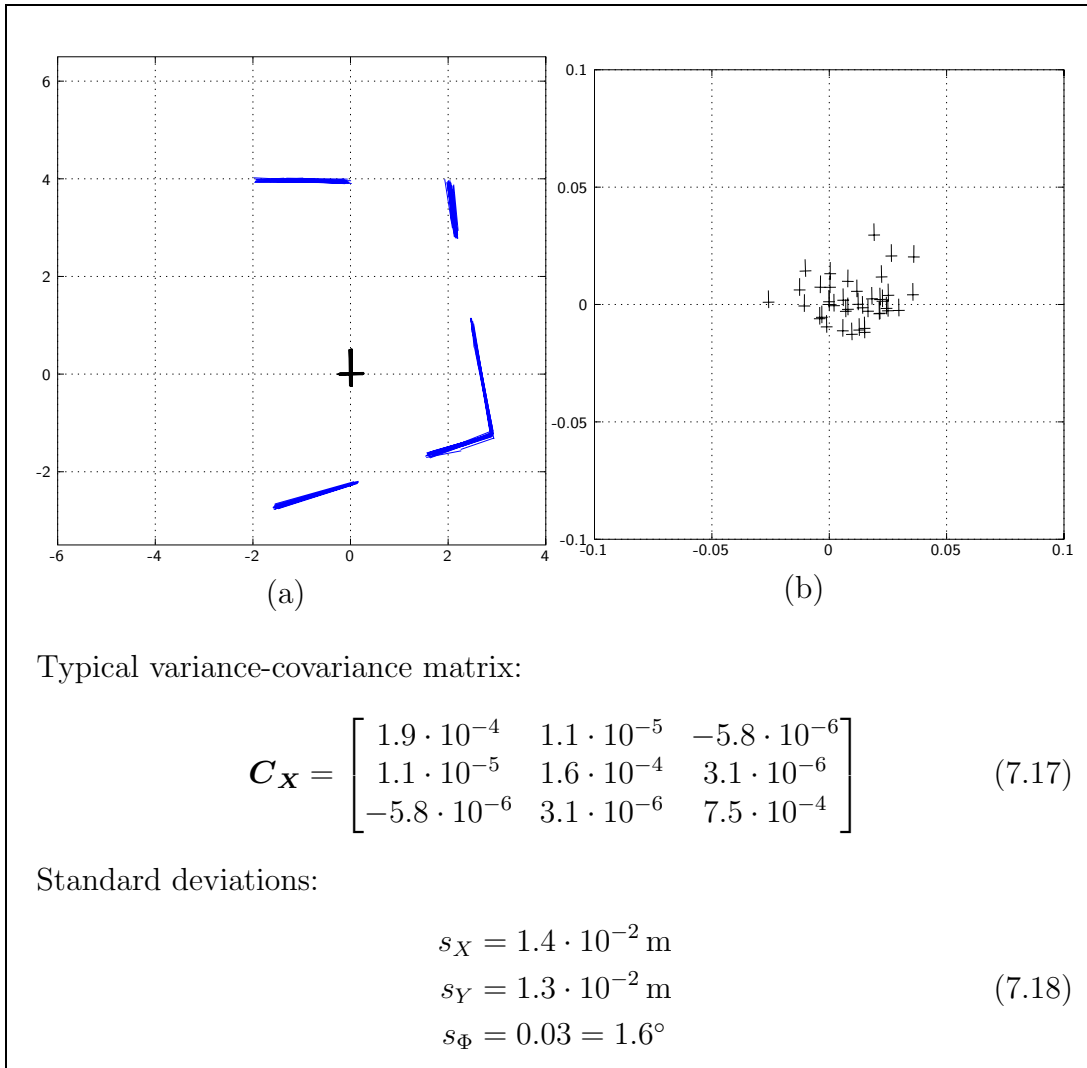 6
4
2
0
-2
-6 -4 -2 0 2 4
(a)
0.1
0.05
0
-0.05
-0.1
-0.1 -0.05 0 0.05 0.1
(b)
Typical variance-covariance matrix:
C_X = [1.9 · 10^{-4} 1.1 · 10^{-5} −5.8 · 10^{-6}
1.1 · 10^{-5} 1.6 · 10^{-4} 3.1 · 10^{-6}
−5.8 · 10^{-6} 3.1 · 10^{-6} 7.5 · 10^{-4}] (7.17)
Standard deviations:
s_X = 1.4 · 10^{-2} m
s_Y = 1.3 · 10^{-2} m (7.18)
s_Φ = 0.03 = 1.6°